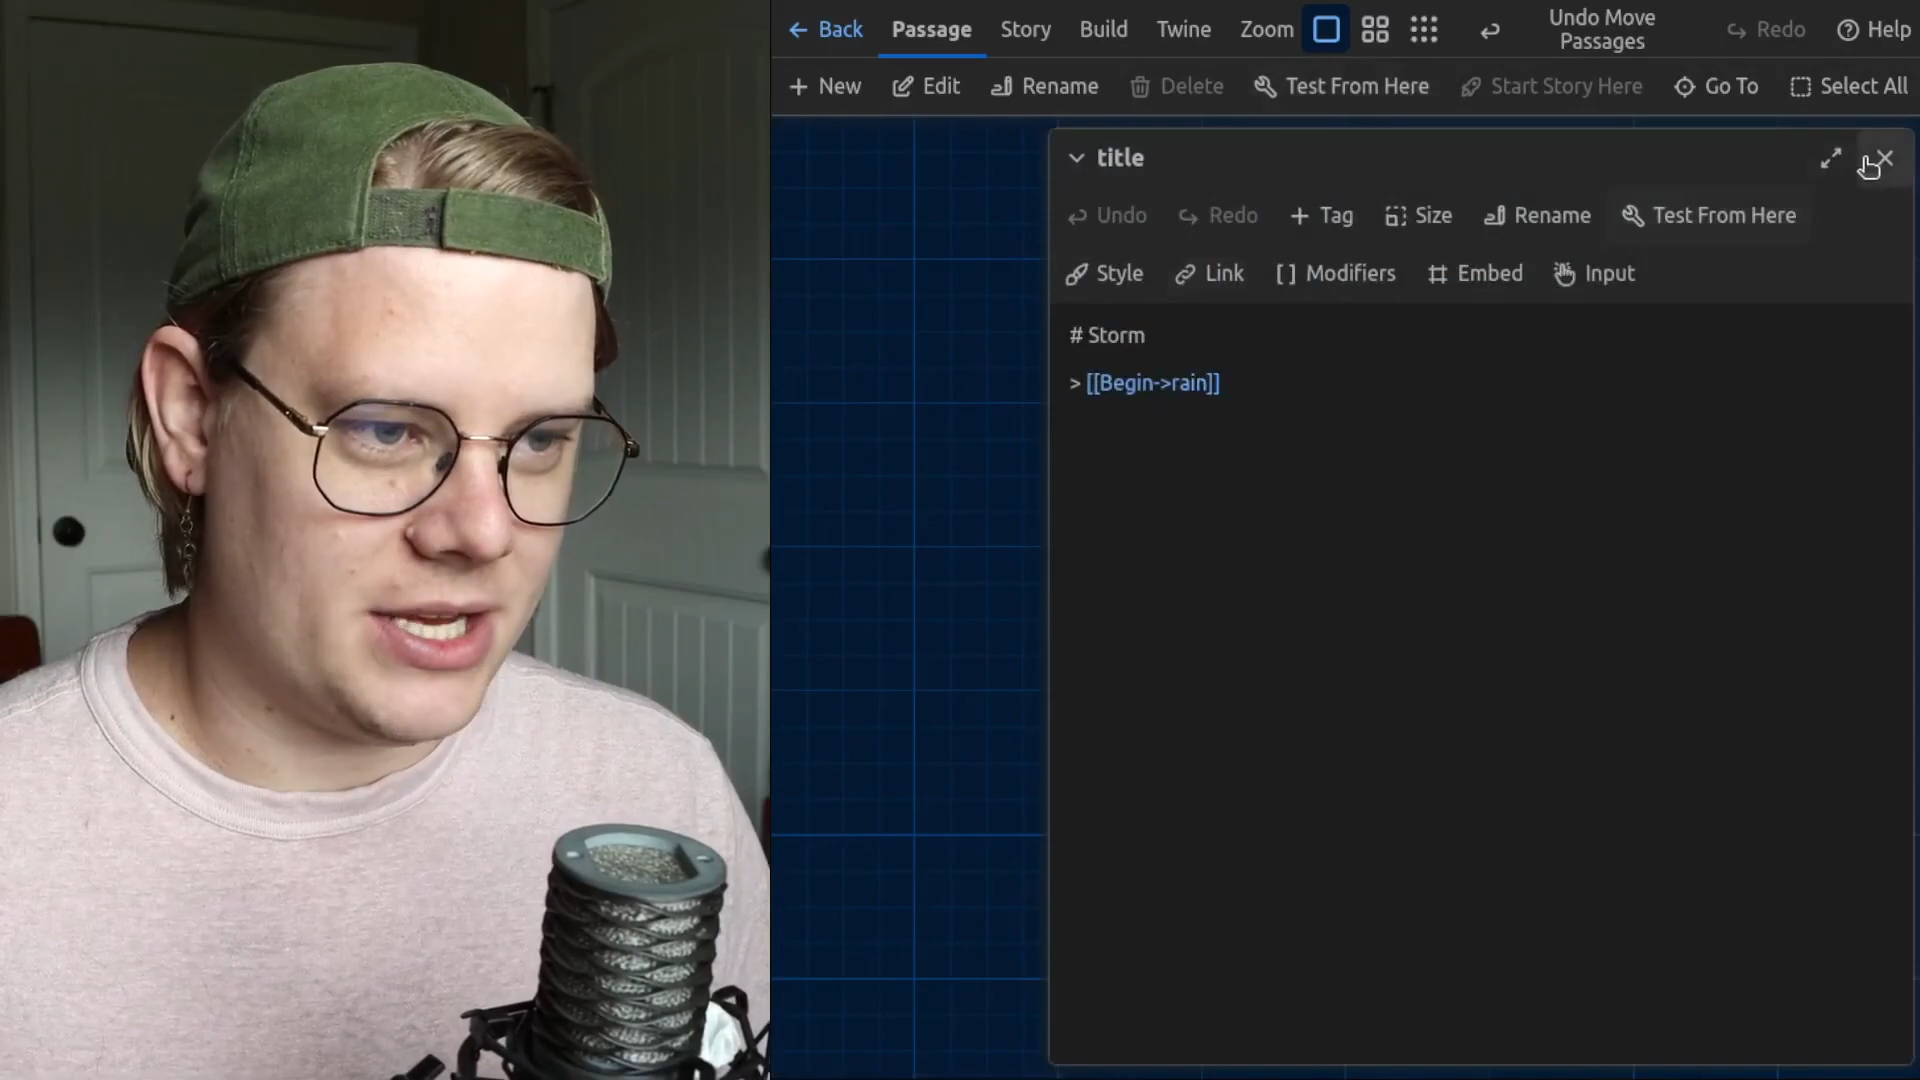 Back Passage Story Build Twine Zoom Undo Move Passages Redo Help
New Edit Rename Delete Test From Here Start Story Here Go To Select All
title
Undo Redo + Tag Size Rename Test From Here
Style Link [ ] Modifiers Embed Input
# Storm
> [[Begin->rain]]